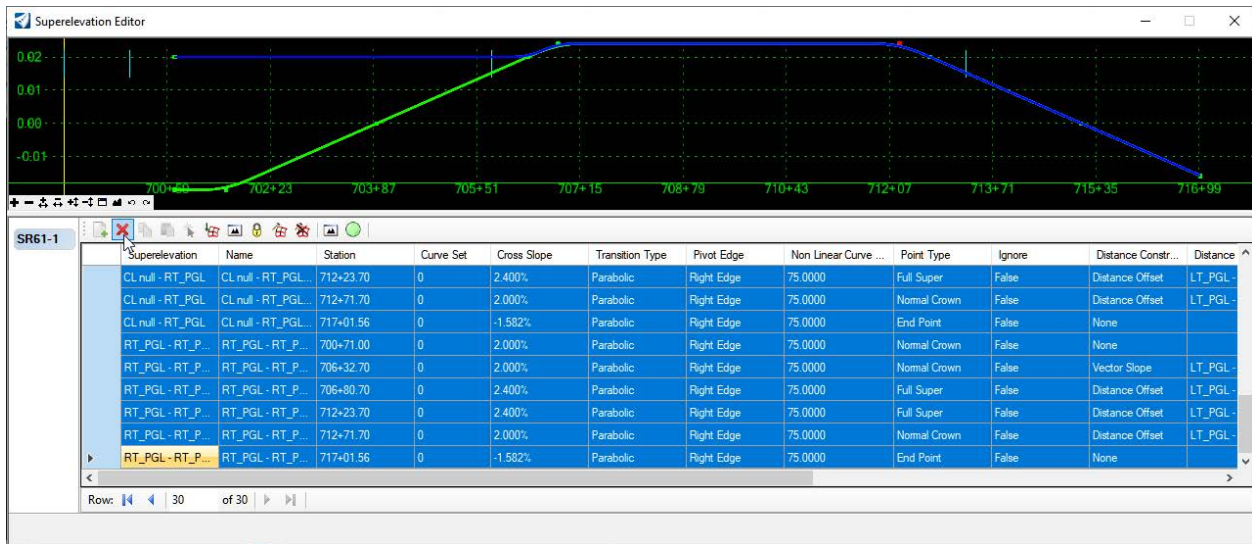 Superelevation Editor
0.02
0.01
0.00
-0.01
702+23 703+87 705+51 707+15 708+79 710+43 712+07 713+71 715+35 716+99
SR61-1
Superelevation Name Station Curve Set Cross Slope Transition Type Pivot Edge Non Linear Curve ... Point Type Ignore Distance Constr... Distance
CL null - RT_PGL CL null - RT_PGL... 712+23.70 0 2.400% Parabolic Right Edge 75.0000 Full Super False Distance Offset LT_PGL -
CL null - RT_PGL CL null - RT_PGL... 712+71.70 0 2.000% Parabolic Right Edge 75.0000 Normal Crown False Distance Offset LT_PGL -
CL null - RT_PGL CL null - RT_PGL... 717+01.56 0 -1.582% Parabolic Right Edge 75.0000 End Point False None
RT_PGL - RT_P... RT_PGL - RT_P... 700+71.00 0 2.000% Parabolic Right Edge 75.0000 Normal Crown False None
RT_PGL - RT_P... RT_PGL - RT_P... 706+32.70 0 2.000% Parabolic Right Edge 75.0000 Normal Crown False Vector Slope LT_PGL -
RT_PGL - RT_P... RT_PGL - RT_P... 706+80.70 0 2.400% Parabolic Right Edge 75.0000 Full Super False Distance Offset LT_PGL -
RT_PGL - RT_P... RT_PGL - RT_P... 712+23.70 0 2.400% Parabolic Right Edge 75.0000 Full Super False Distance Offset LT_PGL -
RT_PGL - RT_P... RT_PGL - RT_P... 712+71.70 0 2.000% Parabolic Right Edge 75.0000 Normal Crown False Distance Offset LT_PGL -
RT_PGL - RT_P... RT_PGL - RT_P... 717+01.56 0 -1.582% Parabolic Right Edge 75.0000 End Point False None
Row: 30 of 30